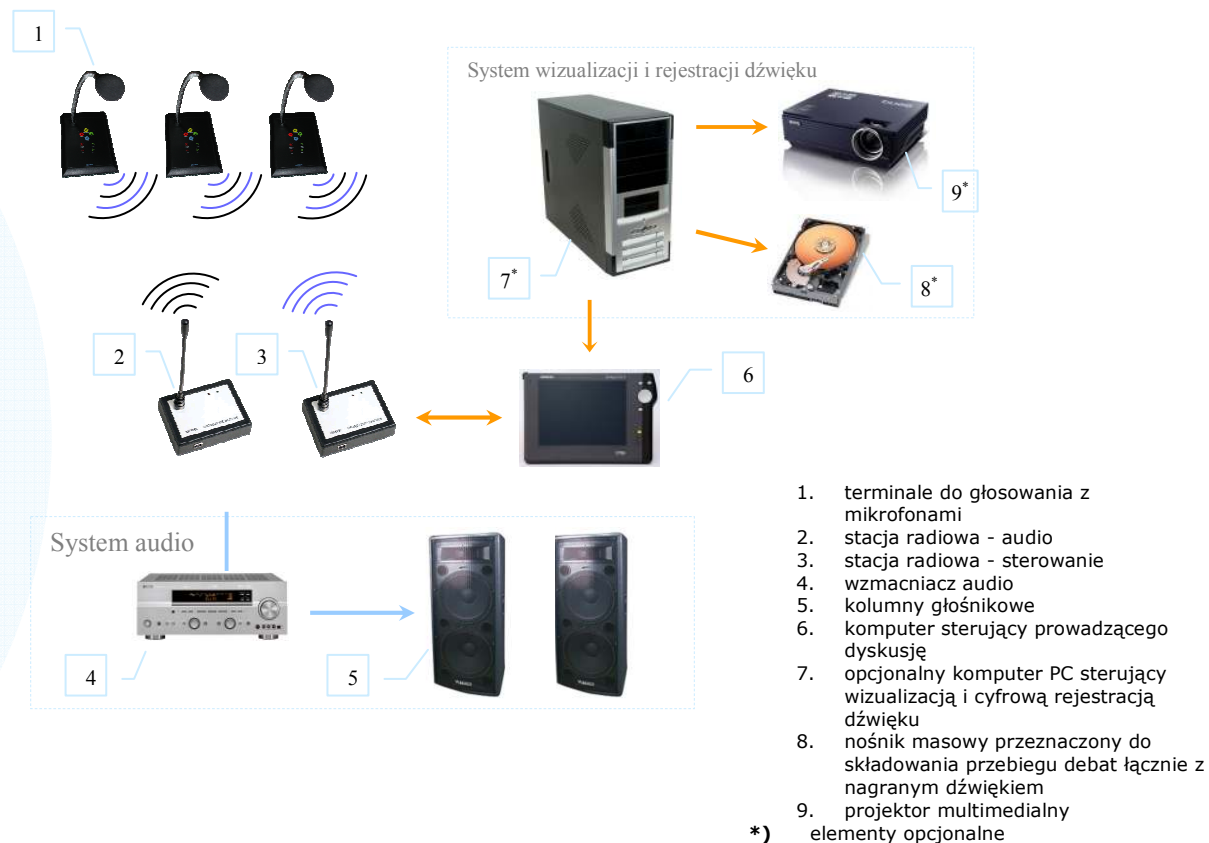 1
System wizualizacji i rejestracji dźwięku
9*
7*
8*
2
3
6
System audio
4
5
1. terminale do głosowania z
mikrofonami
2. stacja radiowa - audio
3. stacja radiowa - sterowanie
4. wzmacniacz audio
5. kolumny głośnikowe
6. komputer sterujący prowadzącego
dyskusję
7. opcjonalny komputer PC sterujący
wizualizacją i cyfrową rejestracją
dźwięku
8. nośnik masowy przeznaczony do
składowania przebiegu debat łącznie z
nagranym dźwiękiem
9. projektor multimedialny
*) elementy opcjonalne